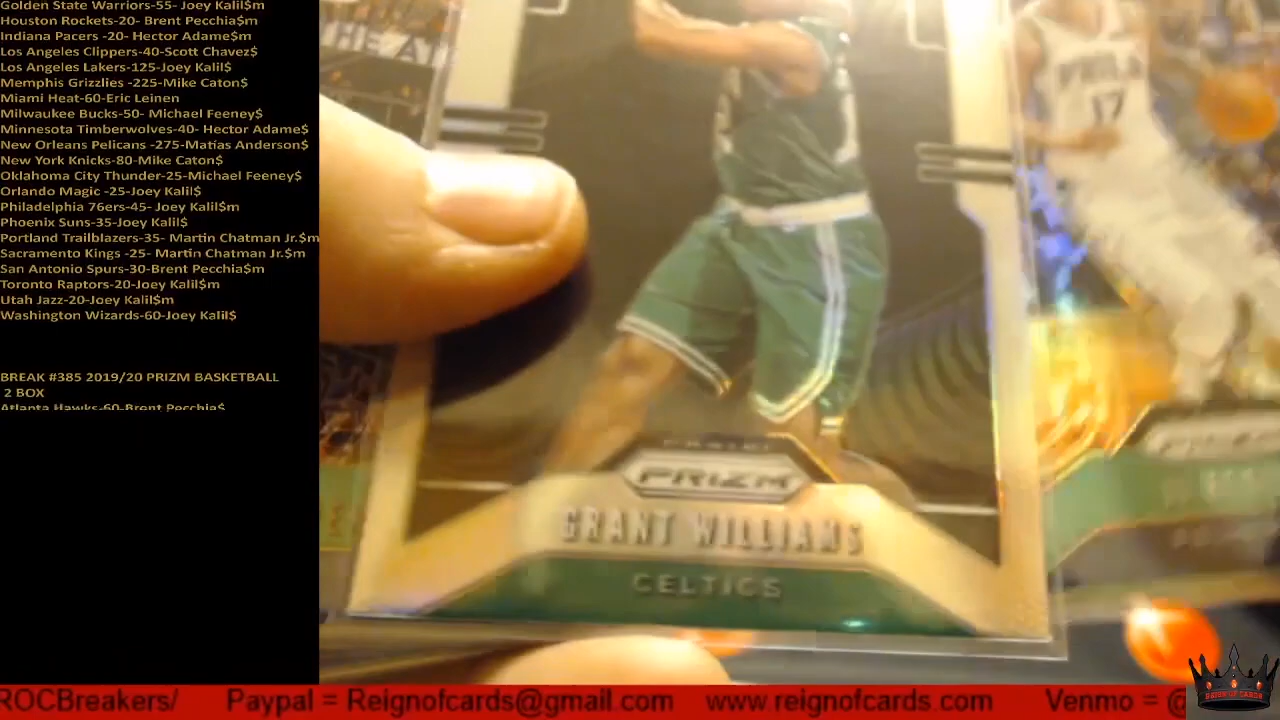 Golden State Warriors-55- Joey Kalil$m
Houston Rockets-20- Brent Pecchia$m
Indiana Pacers -20- Hector Adame$m
Los Angeles Clippers-40-Scott Chavez$
Los Angeles Lakers-125-Joey Kalil$
Memphis Grizzlies -225-Mike Caton$
Miami Heat-60-Eric Leinen
Milwaukee Bucks-50- Michael Feeney$
Minnesota Timberwolves-40- Hector Adame$
New Orleans Pelicans -275-Matias Anderson$
New York Knicks-80-Mike Caton$
Oklahoma City Thunder-25-Michael Feeney$
Orlando Magic -25-Joey Kalil$
Philadelphia 76ers-45- Joey Kalil$m
Phoenix Suns-35-Joey Kalil$
Portland Trailblazers-35- Martin Chatman Jr.$m
Sacramento Kings -25- Martin Chatman Jr.$m
San Antonio Spurs-30-Brent Pecchia$m
Toronto Raptors-20-Joey Kalil$m
Utah Jazz-20-Joey Kalil$m
Washington Wizards-60-Joey Kalil$
BREAK #385 2019/20 PRIZM BASKETBALL
2 BOX
Atlanta Hawks-60-Brent Pecchia$
PHILA
17
PANINI
PRIZM
GRANT WILLIAMS
CELTICS
ROCBreakers/ Paypal = Reignofcards@gmail.com www.reignofcards.com Venmo = @
REIGN OF CARDS